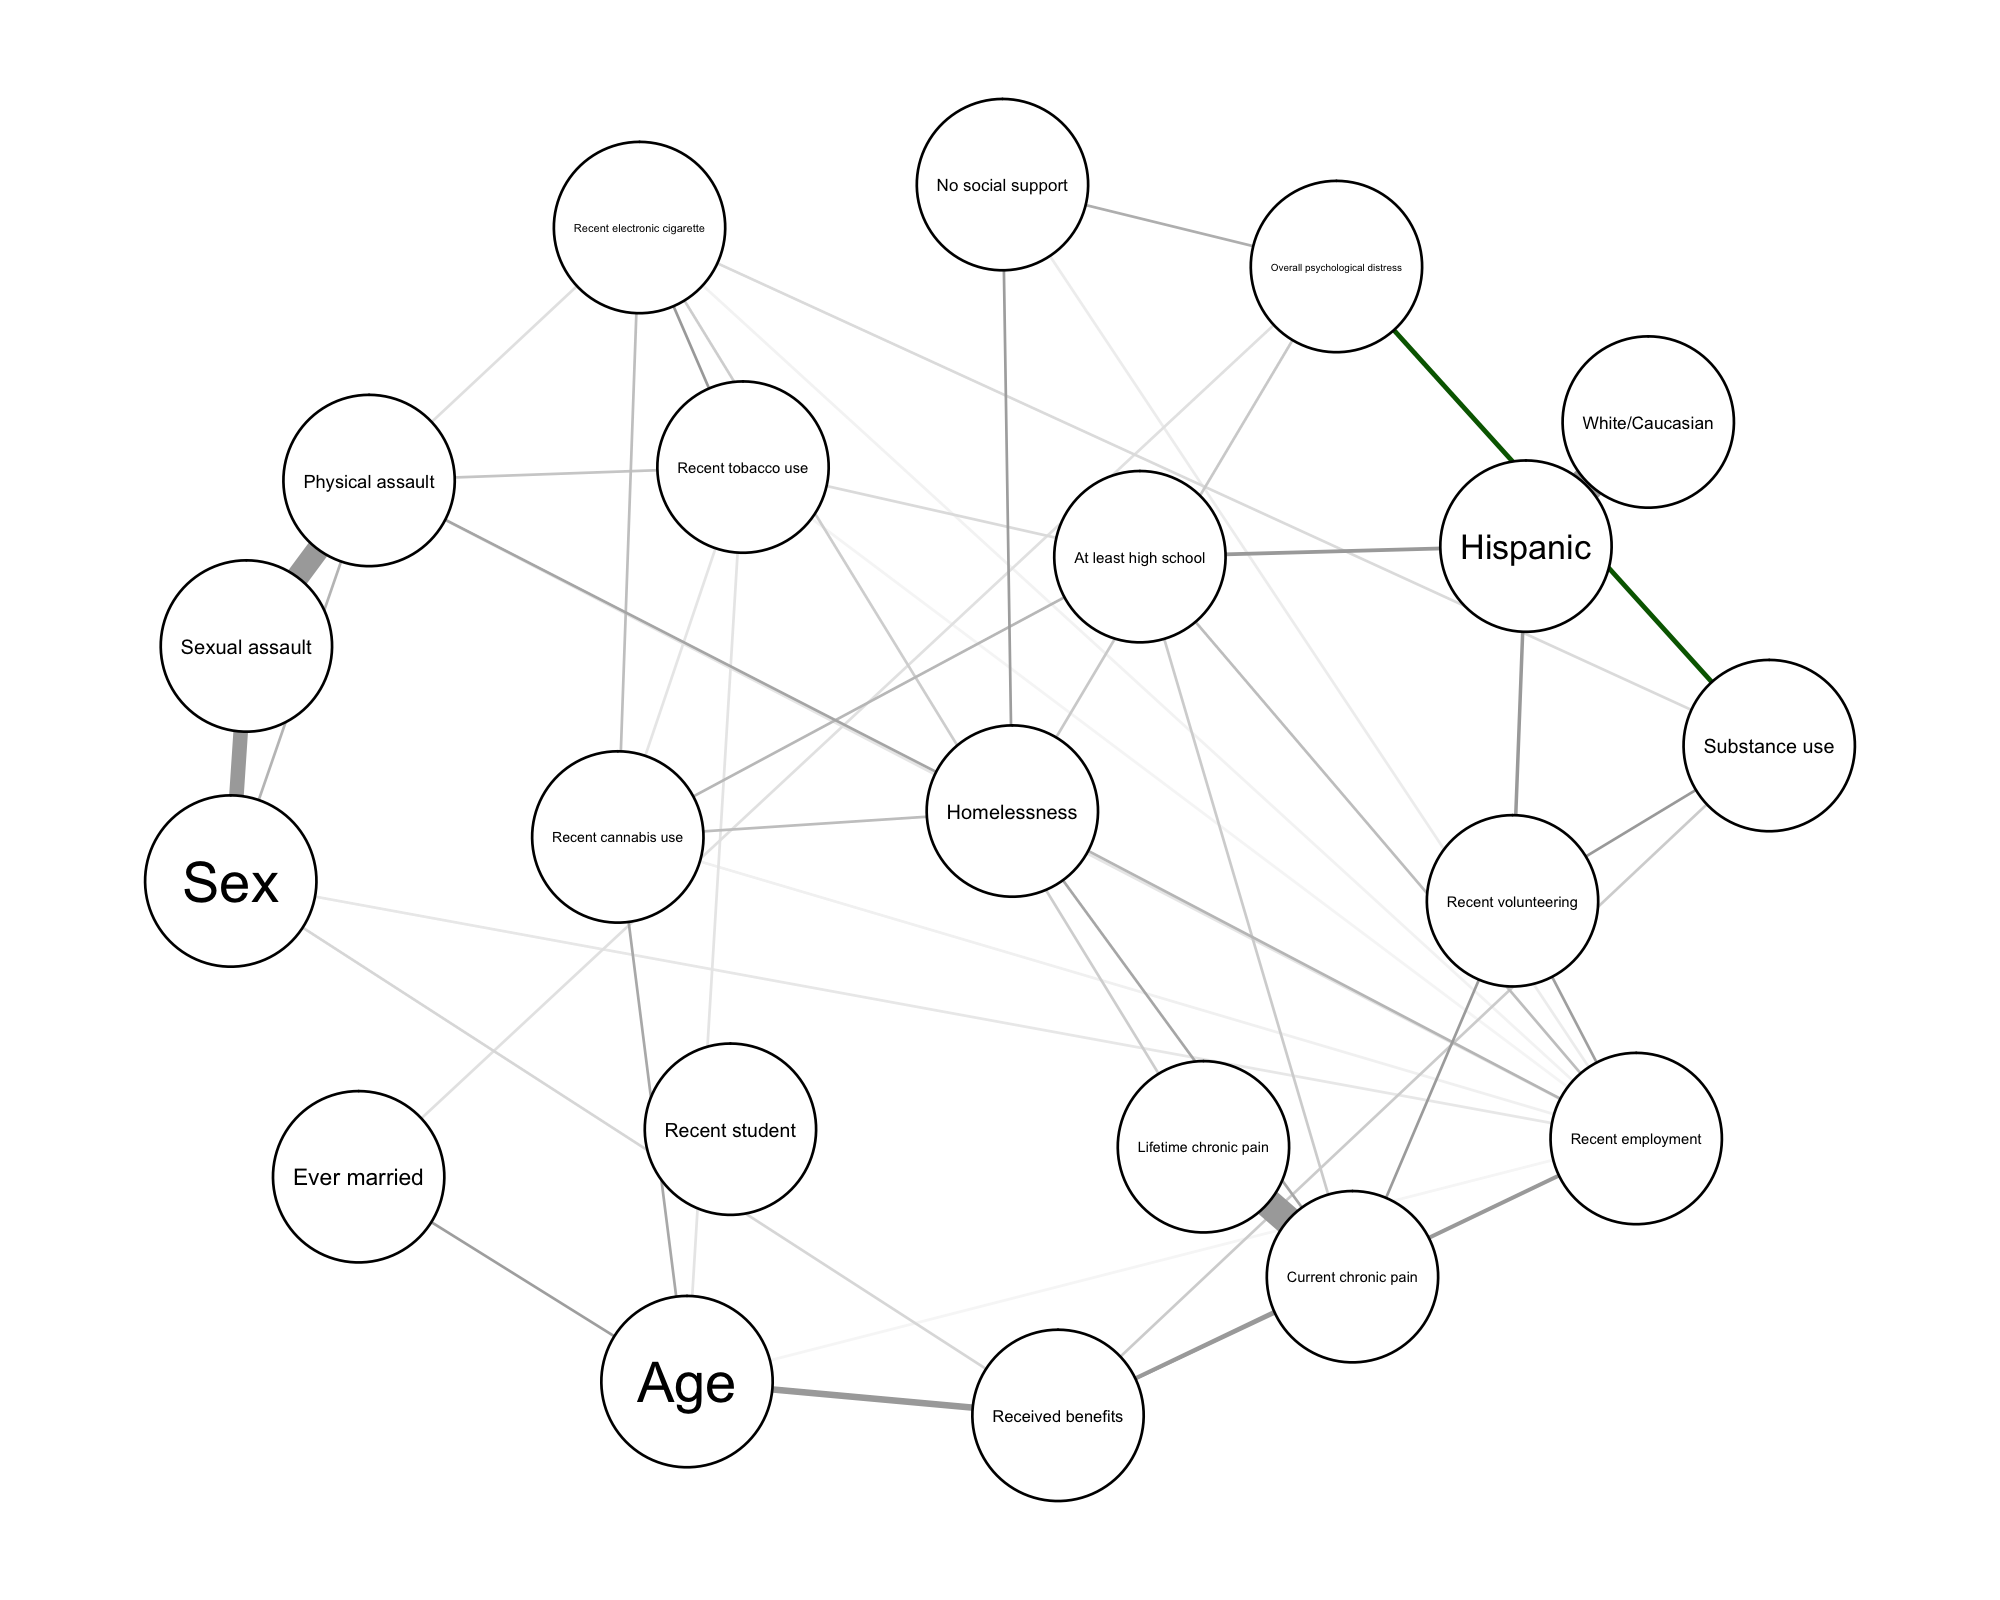 No social support
Recent electronic cigarette
Overall psychological distress
White/Caucasian
Recent tobacco use
Physical assault
Hispanic
At least high school
Sexual assault
Substance use
Homelessness
Recent cannabis use
Sex
Recent volunteering
Recent student
Recent employment
Lifetime chronic pain
Ever married
Current chronic pain
Age
Received benefits